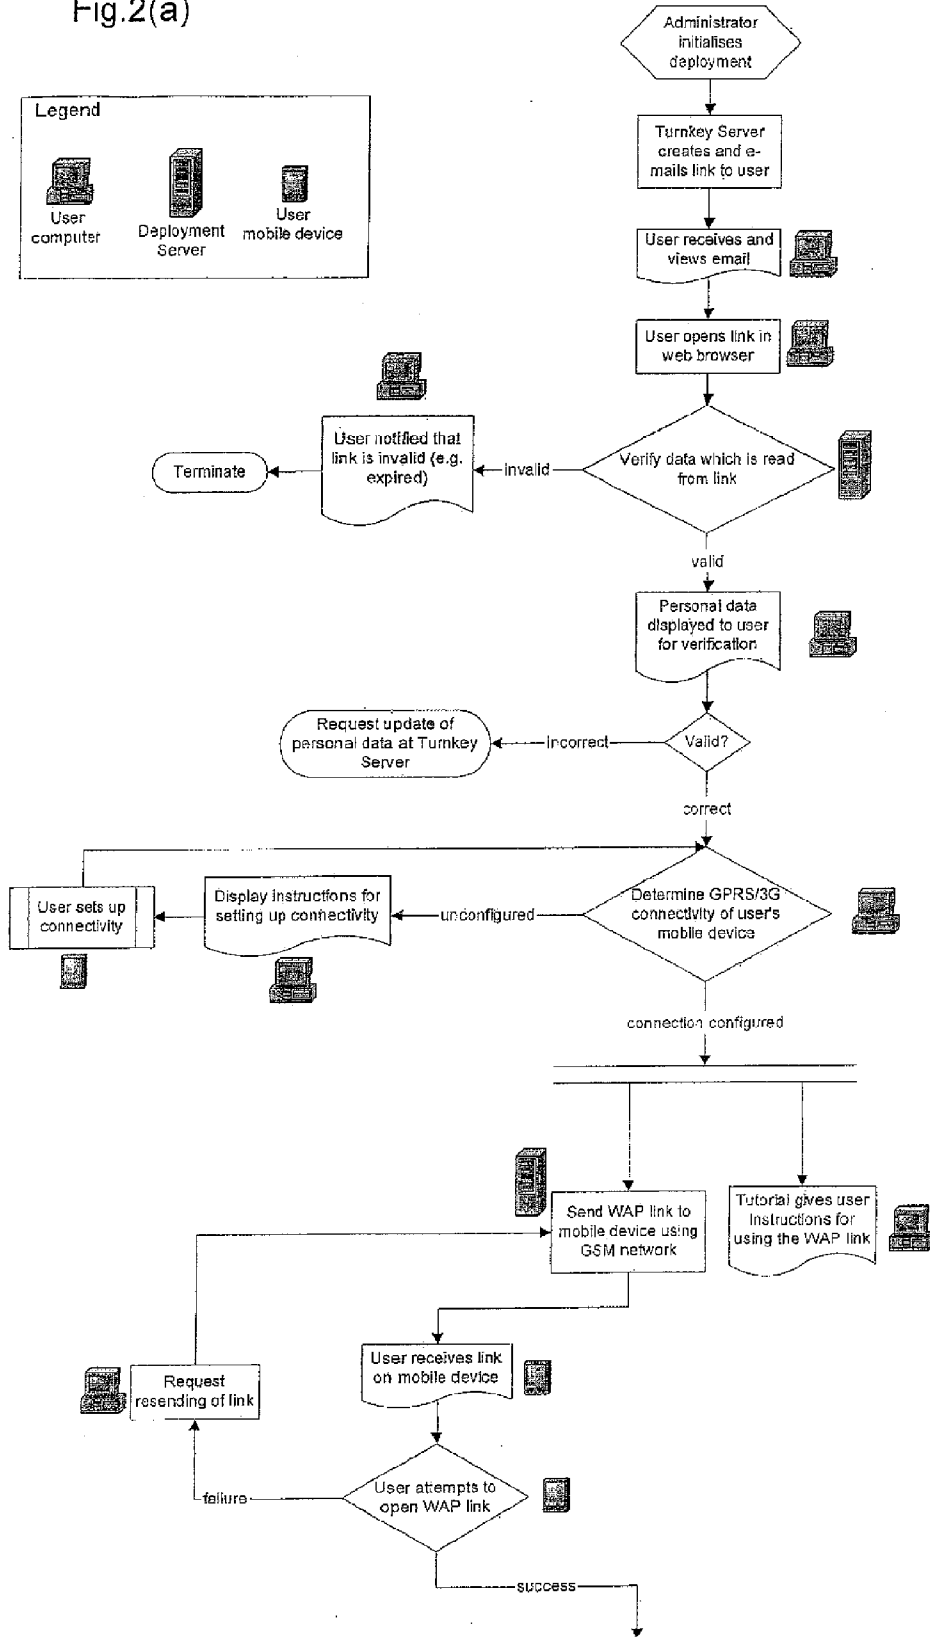 Fig.2(a)
Administrator
initialises
deployment
Legend
User
computer
Deployment
Server
User
mobile device
Turnkey Server
creates and e-
mails link to user
User receives and
views email
User opens link in
web browser
User notified that
link is invalid (e.g.
expired)
Terminate
invalid
Verify data which is read
from link
valid
Personal data
displayed to user
for verification
Request update of
personal data at Turnkey
Server
incorrect
Valid?
correct
User sets up
connectivity
Display instructions for
setting up connectivity
unconfigured
Determine GPRS/3G
connectivity of user's
mobile device
connection configured
Send WAP link to
mobile device using
GSM network
Tutorial gives user
instructions for
using the WAP link
User receives link
on mobile device
Request
resending of link
User attempts to
open WAP link
failure
success